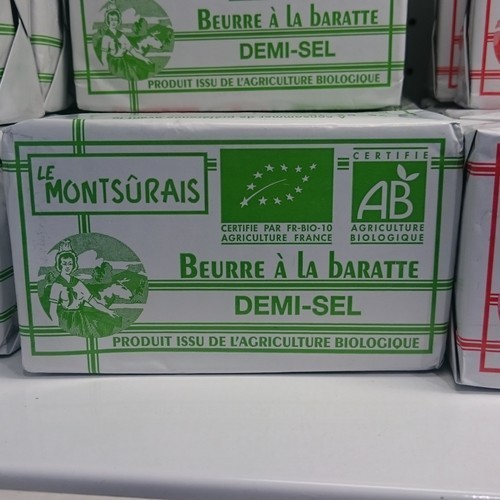 BEURRE À LA BARATTE
DEMI-SEL
PRODUIT ISSU DE L'AGRICULTURE BIOLOGIQUE
LE
MONTSÛRAIS
CERTIFIE PAR FR-BIO-10
AGRICULTURE FRANCE
CERTIFIÉ
AB
AGRICULTURE
BIOLOGIQUE
BEURRE À LA BARATTE
DEMI-SEL
PRODUIT ISSU DE L'AGRICULTURE BIOLOGIQUE